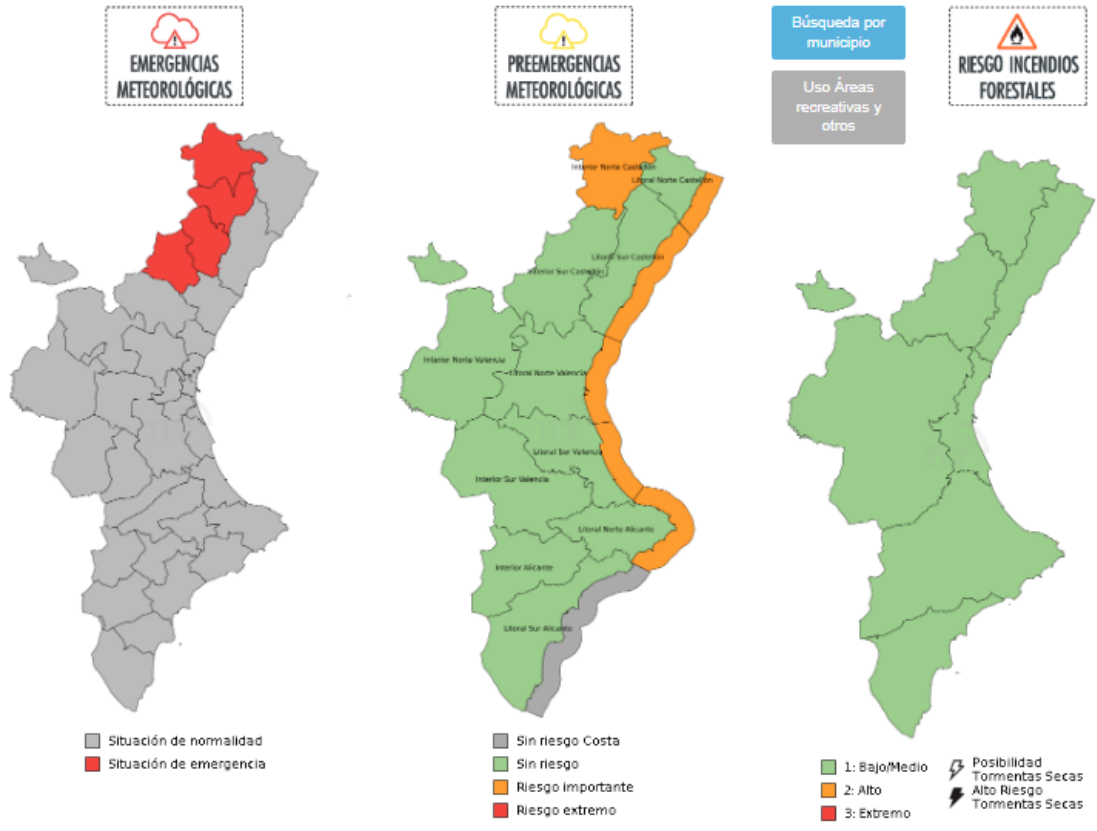 EMERGENCIAS
METEOROLÓGICAS
PREEMERGENCIAS
METEOROLÓGICAS
Búsqueda por
municipio
Uso Áreas
recreativas y
otros
RIESGO INCENDIOS
FORESTALES
Interior Norte Castellón
Litoral Norte Castellón
Litoral Sur Castellón
Interior Sur Castellón
Interior Norte Valencia
Litoral Norte Valencia
Litoral Sur Valencia
Interior Sur Valencia
Litoral Norte Alicante
Interior Alicante
Litoral Sur Alicante
Situación de normalidad
Situación de emergencia
Sin riesgo Costa
Sin riesgo
Riesgo importante
Riesgo extremo
1: Bajo/Medio
2: Alto
3: Extremo
Posibilidad
Tormentas Secas
Alto Riesgo
Tormentas Secas